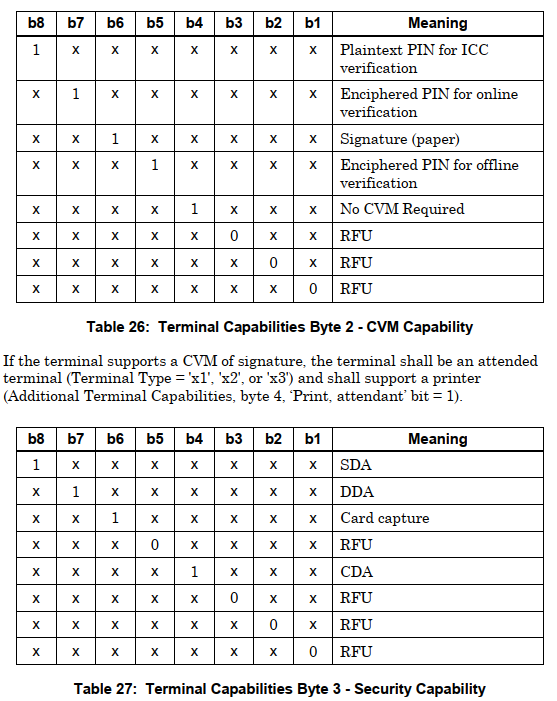 b8 b7 b6 b5 b4 b3 b2 b1 Meaning
1 x x x x x x x Plaintext PIN for ICC
verification
x 1 x x x x x x Enciphered PIN for online
verification
x x 1 x x x x x Signature (paper)
x x x 1 x x x x Enciphered PIN for offline
verification
x x x x 1 x x x No CVM Required
x x x x x 0 x x RFU
x x x x x x 0 x RFU
x x x x x x x 0 RFU
Table 26: Terminal Capabilities Byte 2 - CVM Capability
If the terminal supports a CVM of signature, the terminal shall be an attended
terminal (Terminal Type = 'x1', 'x2', or 'x3') and shall support a printer
(Additional Terminal Capabilities, byte 4, ‘Print, attendant’ bit = 1).
b8 b7 b6 b5 b4 b3 b2 b1 Meaning
1 x x x x x x x SDA
x 1 x x x x x x DDA
x x 1 x x x x x Card capture
x x x 0 x x x x RFU
x x x x 1 x x x CDA
x x x x x 0 x x RFU
x x x x x x 0 x RFU
x x x x x x x 0 RFU
Table 27: Terminal Capabilities Byte 3 - Security Capability